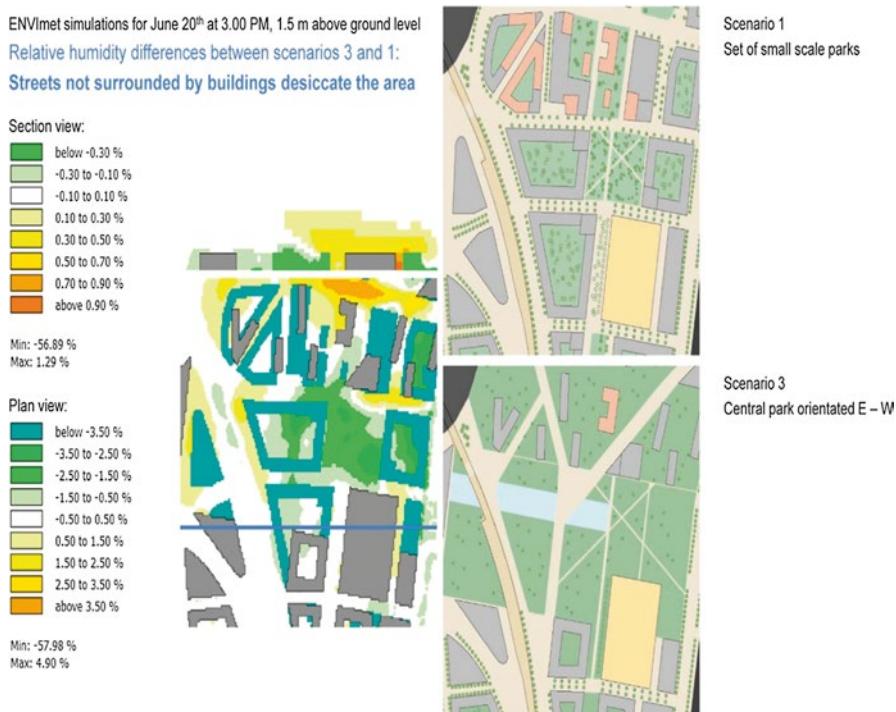 ENVImet simulations for June 20th at 3.00 PM, 1.5 m above ground level
Relative humidity differences between scenarios 3 and 1:
Streets not surrounded by buildings desiccate the area
Section view:
below -0.30 %
-0.30 to -0.10 %
-0.10 to 0.10 %
0.10 to 0.30 %
0.30 to 0.50 %
0.50 to 0.70 %
0.70 to 0.90 %
above 0.90 %
Min: -56.89 %
Max: 1.29 %
Plan view:
below -3.50 %
-3.50 to -2.50 %
-2.50 to -1.50 %
-1.50 to -0.50 %
-0.50 to 0.50 %
0.50 to 1.50 %
1.50 to 2.50 %
2.50 to 3.50 %
above 3.50 %
Min: -57.98 %
Max: 4.90 %
Scenario 1
Set of small scale parks
Scenario 3
Central park orientated E – W